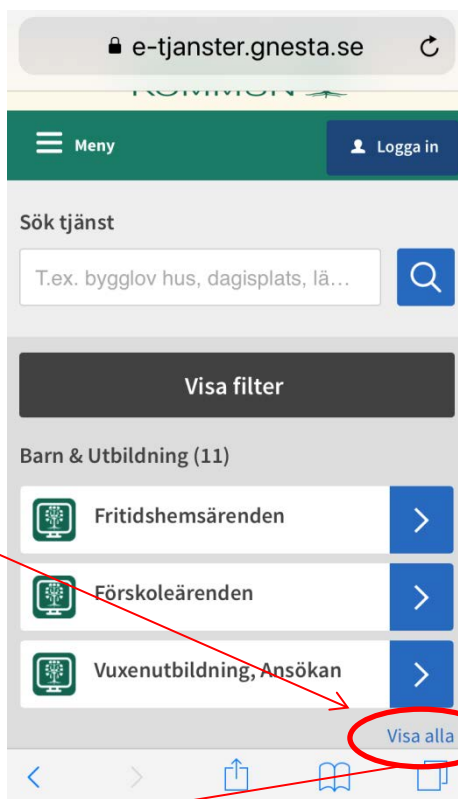 e-tjanster.gnesta.se
KOMMUN
Meny
Logga in
Sök tjänst
T.ex. bygglov hus, dagisplats, lä...
Visa filter
Barn & Utbildning (11)
Fritidshemsärenden
Förskoleärenden
Vuxenutbildning, Ansökan
Visa alla